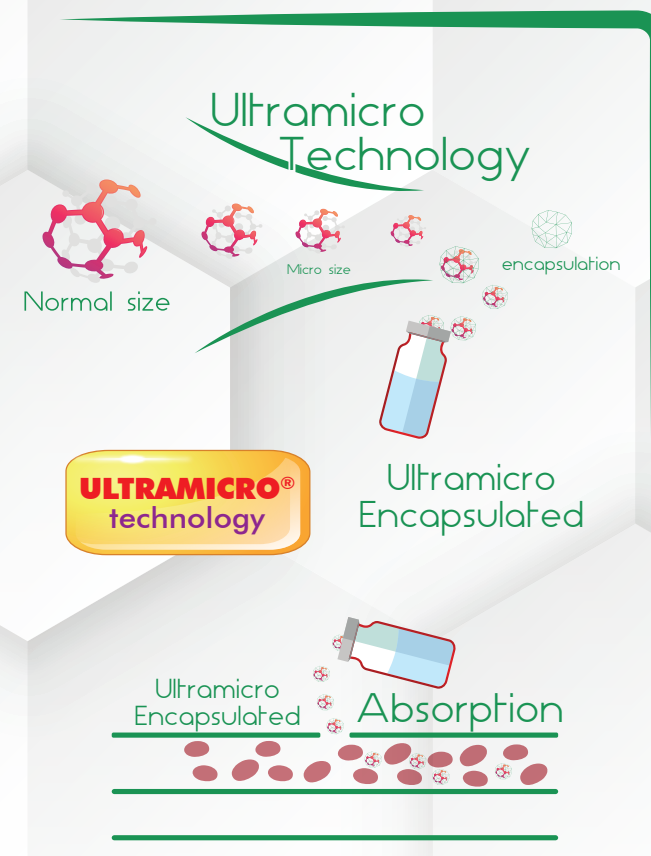 Ultramicro
Technology
Micro size
encapsulation
Normal size
ULTRAMICRO®
technology
Ultramicro
Encapsulated
Ultramicro
Encapsulated
Absorption